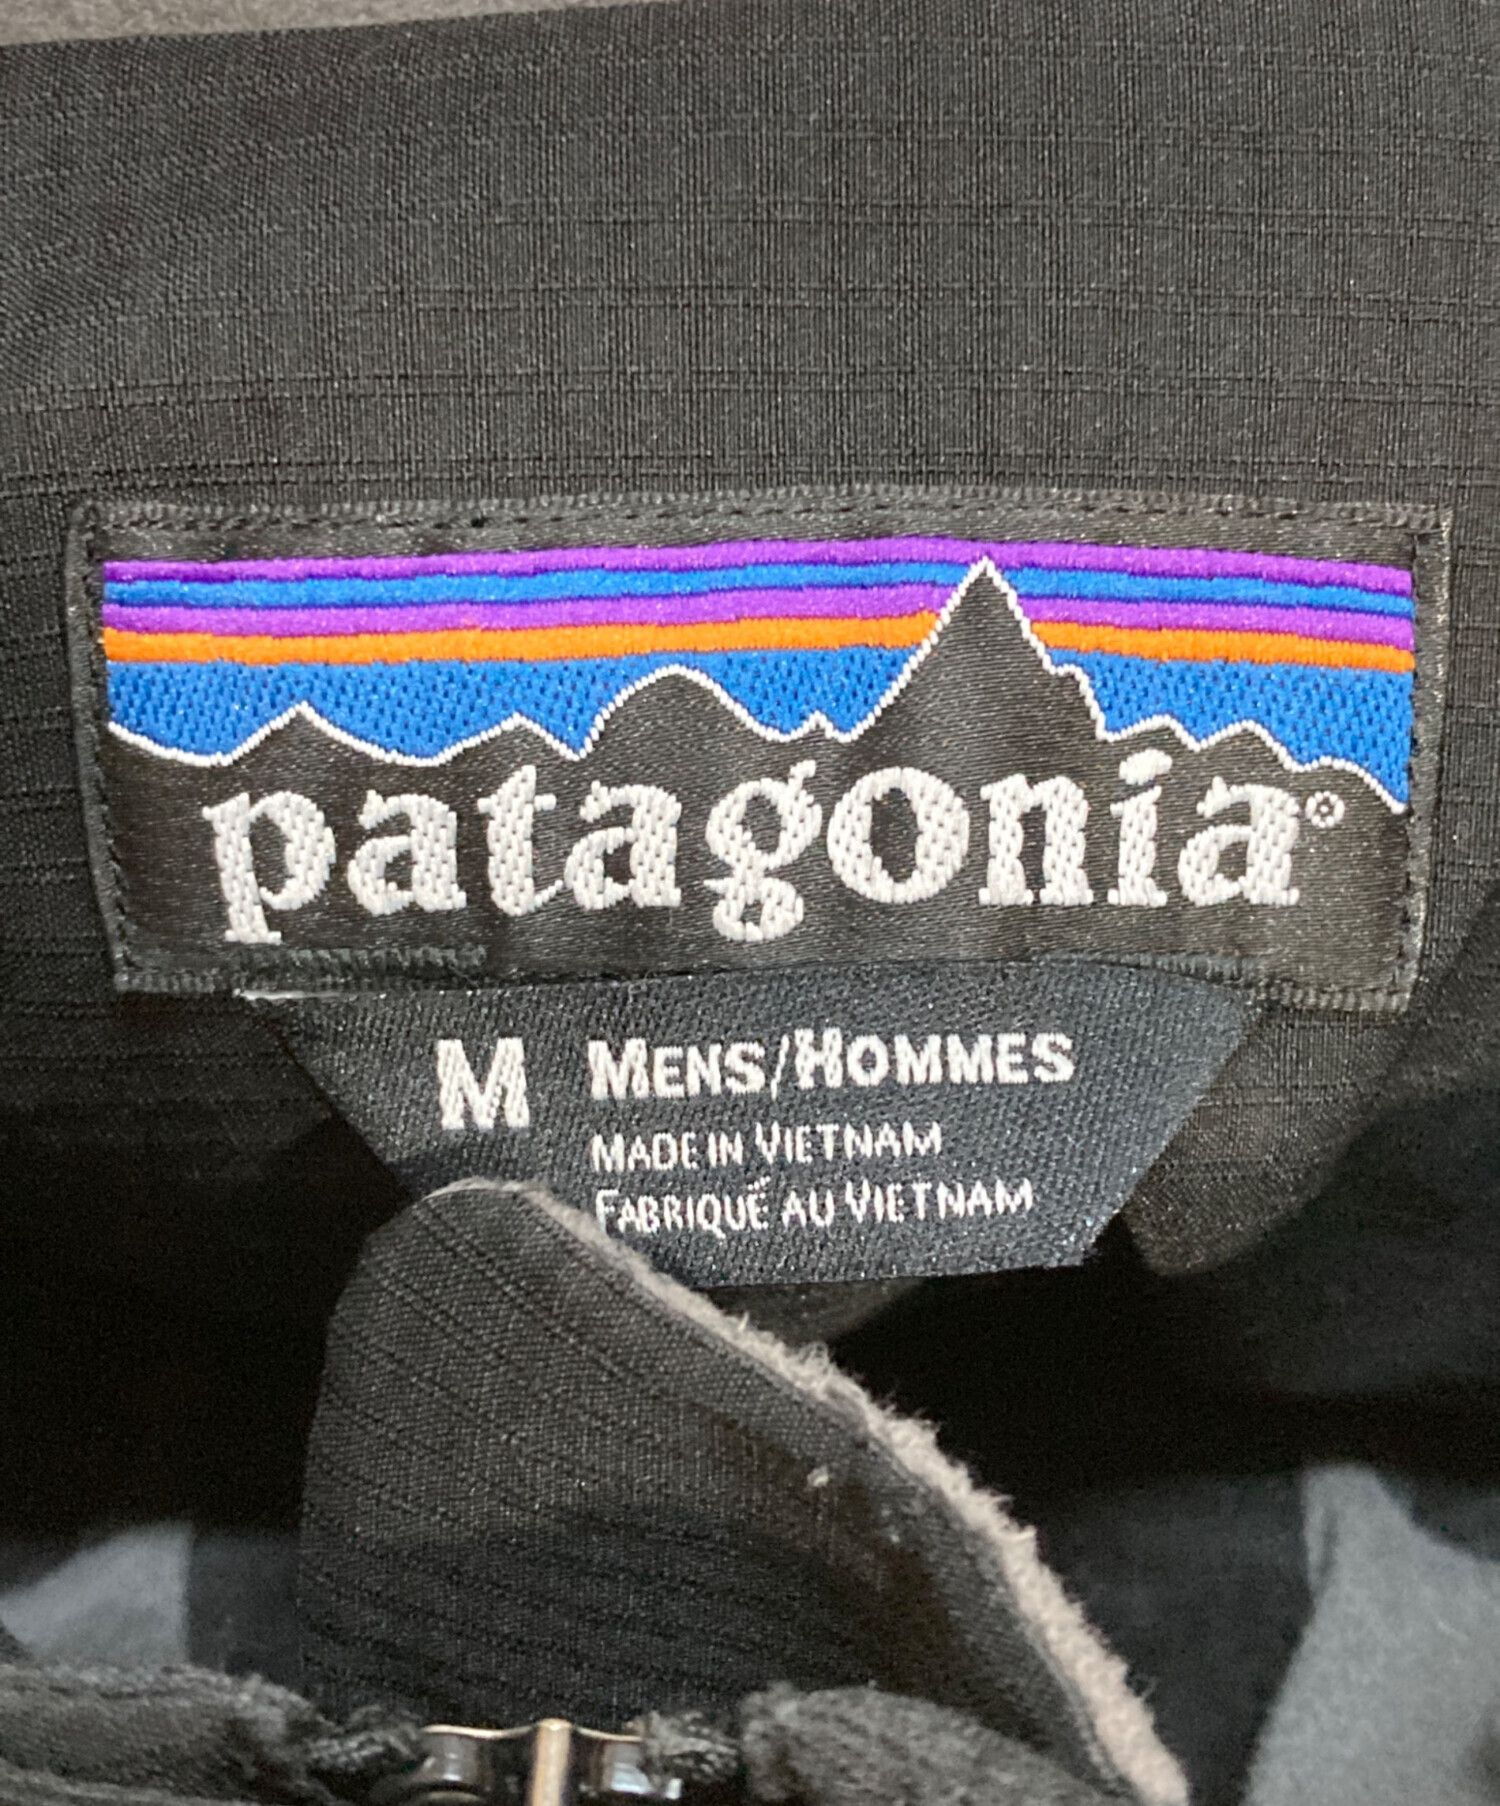 patagonia®
M MENS/HOMMES
MADE IN VIETNAM
FABRIQUÉ AU VIETNAM